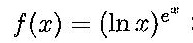 f(x) = (ln x)^{e^x} :